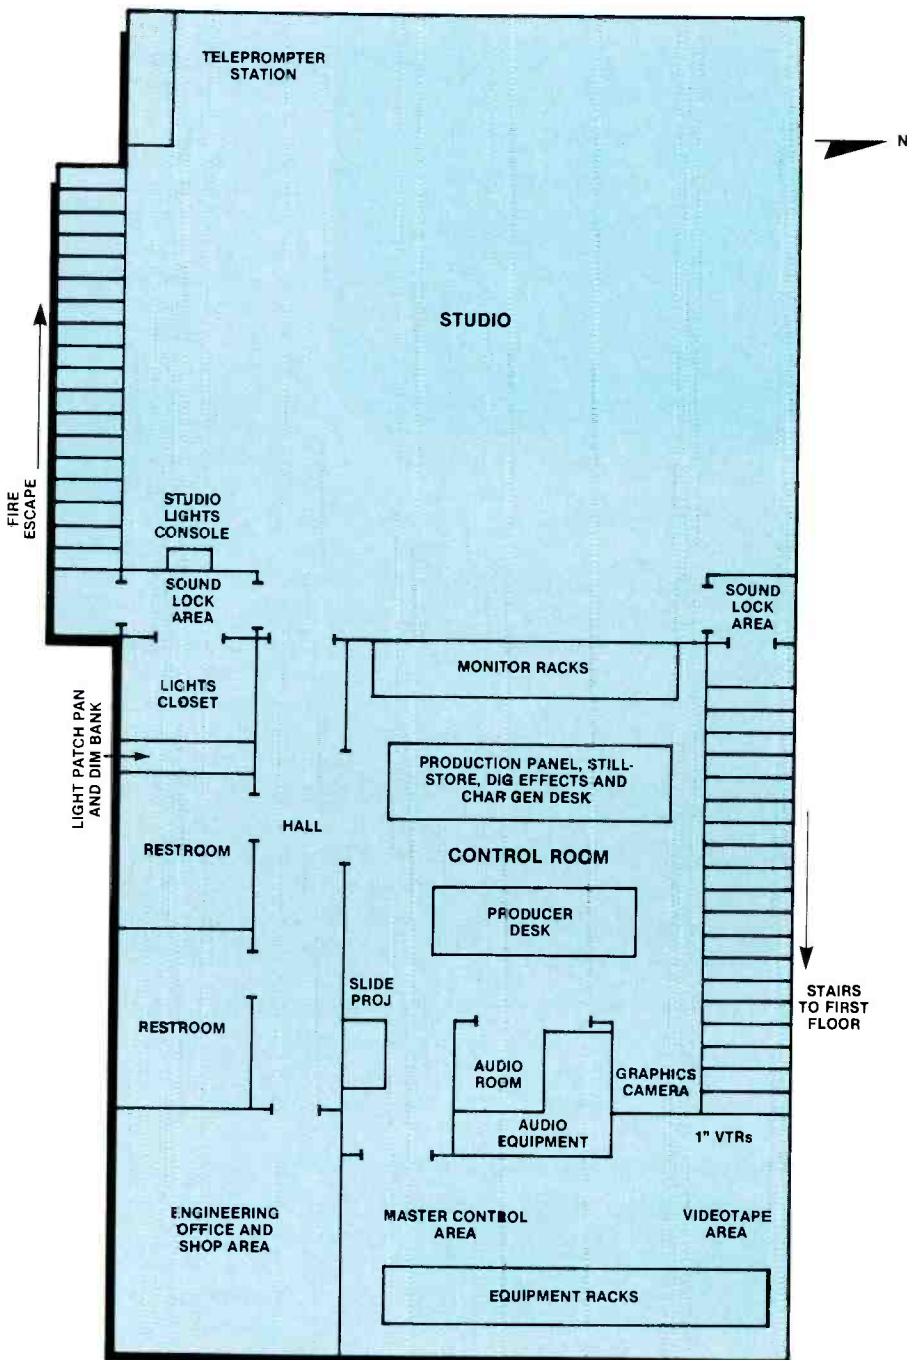 TELEPROMPTER
STATION
N
STUDIO
FIRE
ESCAPE
STUDIO
LIGHTS
CONSOLE
SOUND
LOCK
AREA
SOUND
LOCK
AREA
MONITOR RACKS
LIGHTS
CLOSET
LIGHT PATCH PAN
AND DIM BANK
PRODUCTION PANEL, STILL-
STORE, DIG EFFECTS AND
CHAR GEN DESK
HALL
RESTROOM
CONTROL ROOM
PRODUCER
DESK
SLIDE
PROJ
STAIRS
TO FIRST
FLOOR
RESTROOM
AUDIO
ROOM
GRAPHICS
CAMERA
AUDIO
EQUIPMENT
1" VTRs
ENGINEERING
OFFICE AND
SHOP AREA
MASTER CONTROL
AREA
VIDEOTAPE
AREA
EQUIPMENT RACKS